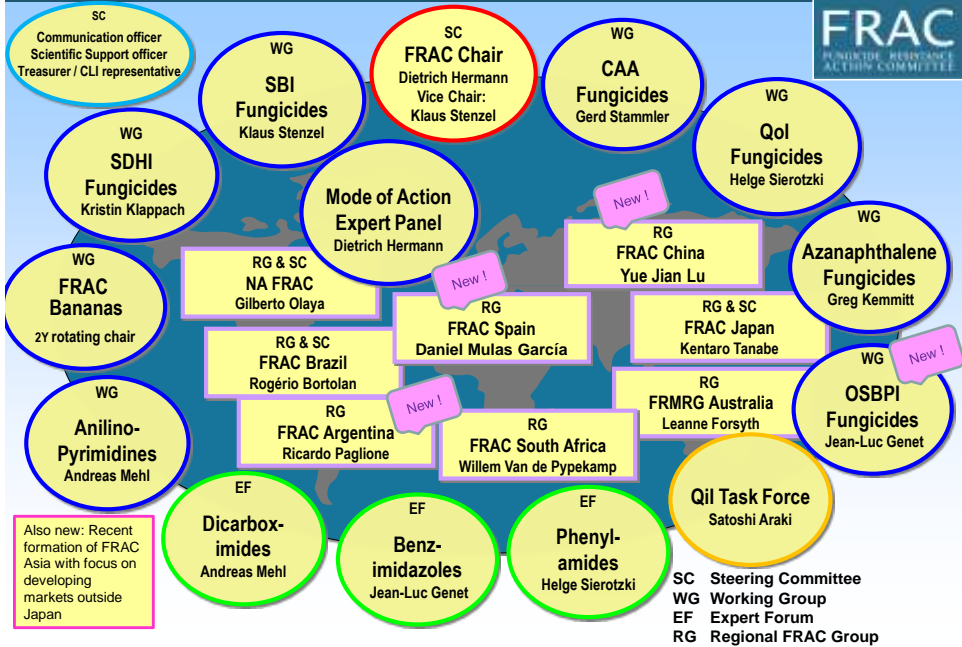 SC
Communication officer
Scientific Support officer
Treasurer / CLI representative
WG
SBI
Fungicides
Klaus Stenzel
SC
FRAC Chair
Dietrich Hermann
Vice Chair:
Klaus Stenzel
WG
CAA
Fungicides
Gerd Stammler
FRAC
FUNGICIDE RESISTANCE
ACTION COMMITTEE
WG
QoI
Fungicides
Helge Sierotzki
WG
SDHI
Fungicides
Kristin Klappach
Mode of Action
Expert Panel
Dietrich Hermann
New !
RG
FRAC China
Yue Jian Lu
WG
Azanaphthalene
Fungicides
Greg Kemmitt
WG
FRAC
Bananas
2Y rotating chair
RG & SC
NA FRAC
Gilberto Olaya
New !
RG
FRAC Spain
Daniel Mulas García
RG & SC
FRAC Japan
Kentaro Tanabe
RG & SC
FRAC Brazil
Rogério Bortolan
New !
WG
OSBPI
Fungicides
Jean-Luc Genet
WG
Anilino-
Pyrimidines
Andreas Mehl
RG
FRAC Argentina
Ricardo Paglione
New !
RG
FRAC South Africa
Willem Van de Pypekamp
RG
FRMRG Australia
Leanne Forsyth
QiI Task Force
Satoshi Araki
EF
Dicarbox-
imides
Andreas Mehl
EF
Benz-
imidazoles
Jean-Luc Genet
EF
Phenyl-
amides
Helge Sierotzki
Also new: Recent
formation of FRAC
Asia with focus on
developing
markets outside
Japan
SC Steering Committee
WG Working Group
EF Expert Forum
RG Regional FRAC Group